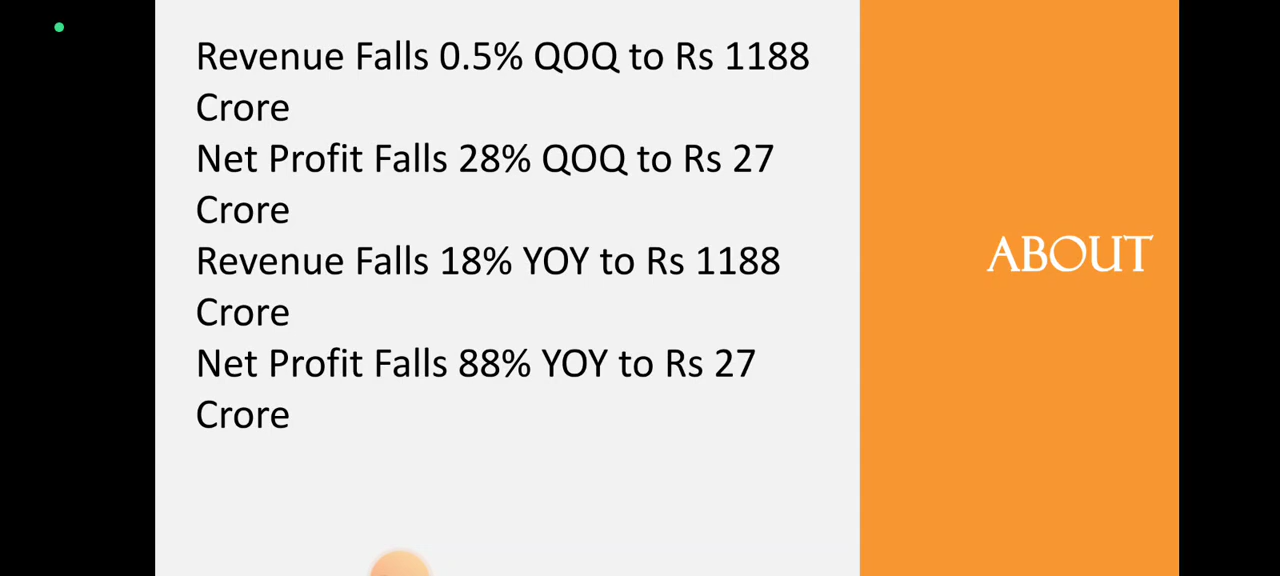 Revenue Falls 0.5% QOQ to Rs 1188
Crore
Net Profit Falls 28% QOQ to Rs 27
Crore
Revenue Falls 18% YOY to Rs 1188
Crore
Net Profit Falls 88% YOY to Rs 27
Crore
ABOUT